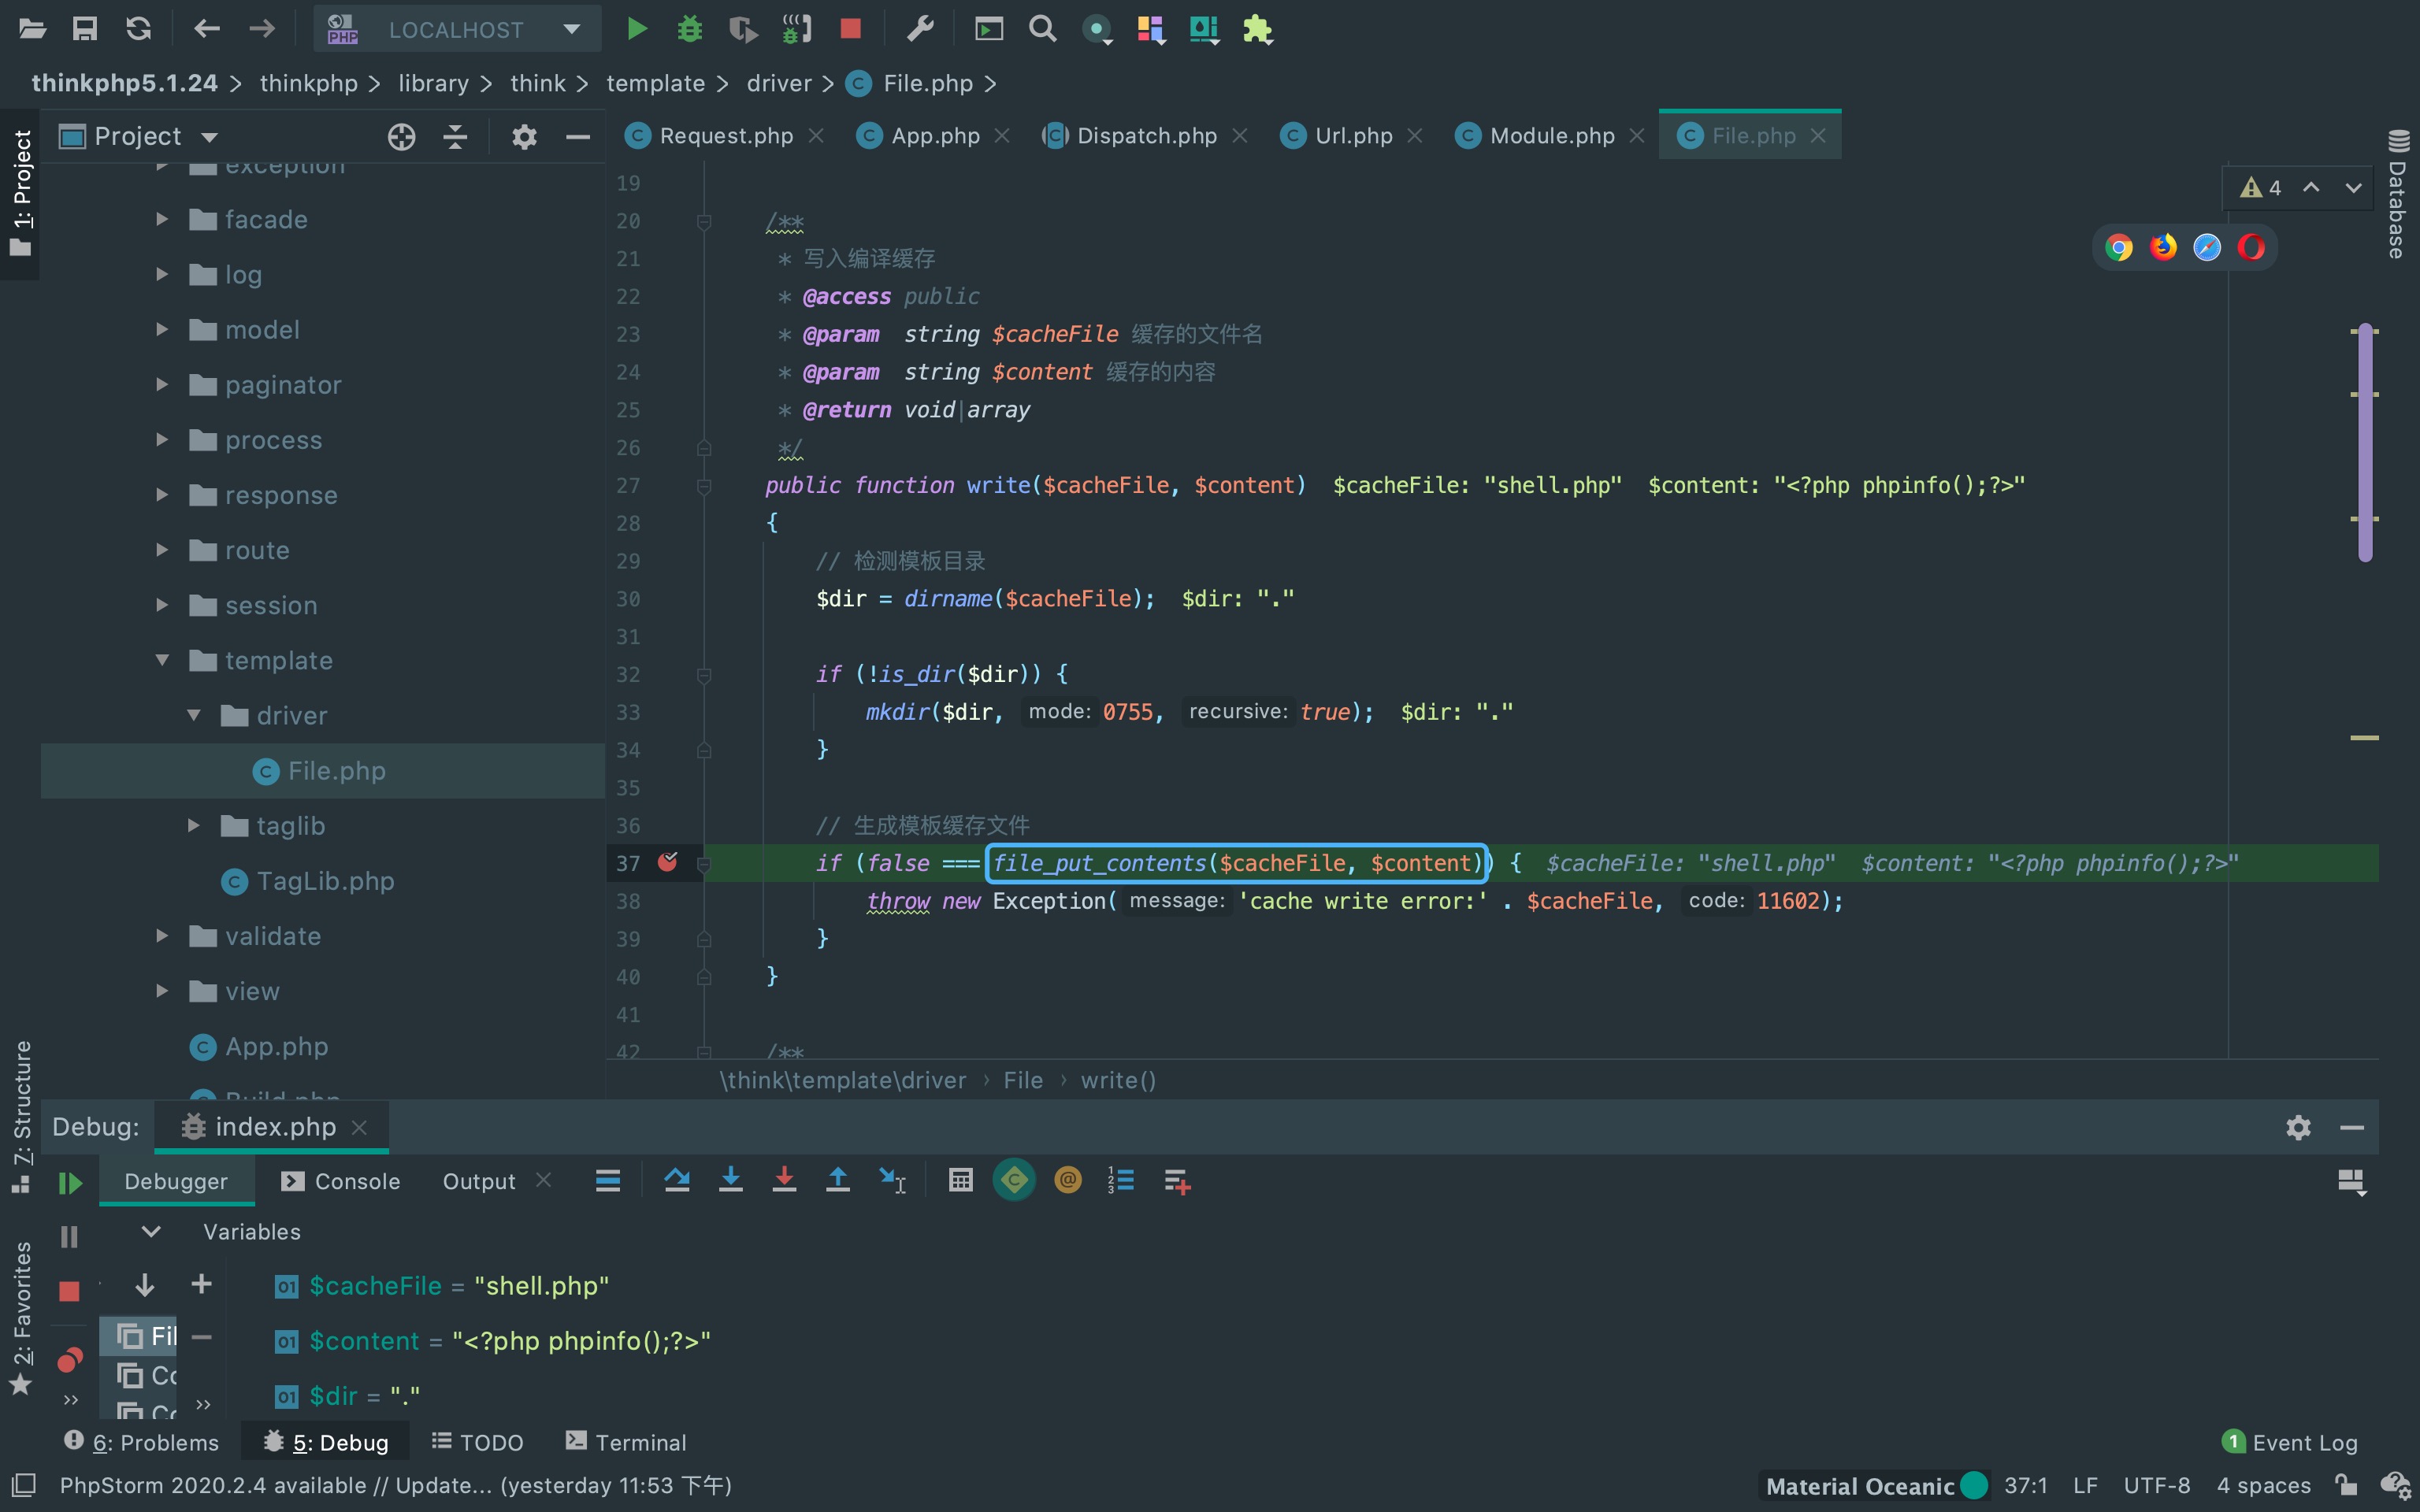 LOCALHOST
thinkphp5.1.24 > thinkphp > library > think > template > driver > File.php >
1: Project
Project
exception
facade
log
model
paginator
process
response
route
session
template
driver
File.php
taglib
TagLib.php
validate
view
App.php
Build.php
Request.php App.php Dispatch.php Url.php Module.php File.php
4
Database
19
20 /**
21 * 写入编译缓存
22 * @access public
23 * @param string $cacheFile 缓存的文件名
24 * @param string $content 缓存的内容
25 * @return void|array
26 */
27 public function write($cacheFile, $content) $cacheFile: "shell.php" $content: "<?php phpinfo();?>"
28 {
29 // 检测模板目录
30 $dir = dirname($cacheFile); $dir: "."
31
32 if (!is_dir($dir)) {
33 mkdir($dir, mode: 0755, recursive: true); $dir: "."
34 }
35
36 // 生成模板缓存文件
37 if (false === file_put_contents($cacheFile, $content)) { $cacheFile: "shell.php" $content: "<?php phpinfo();?>"
38 throw new Exception( message: 'cache write error:' . $cacheFile, code: 11602);
39 }
40 }
41
42 /**
\think\template\driver › File › write()
7: Structure
2: Favorites
Debug: index.php
Debugger Console Output
Variables
$cacheFile = "shell.php"
$content = "<?php phpinfo();?>"
$dir = "."
Fil
Co
Co
6: Problems 5: Debug TODO Terminal 1 Event Log
PhpStorm 2020.2.4 available // Update... (yesterday 11:53 下午) Material Oceanic 37:1 LF UTF-8 4 spaces